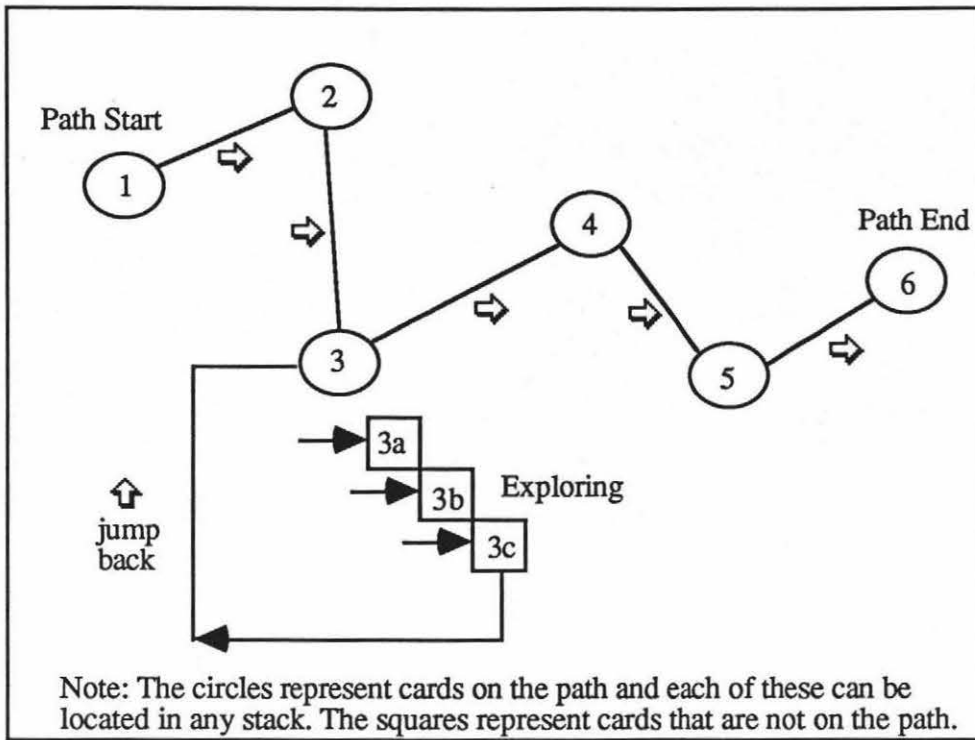 2
Path Start
1
4
Path End
6
3
5
3a
3b
Exploring
3c
jump
back
Note: The circles represent cards on the path and each of these can be
located in any stack. The squares represent cards that are not on the path.